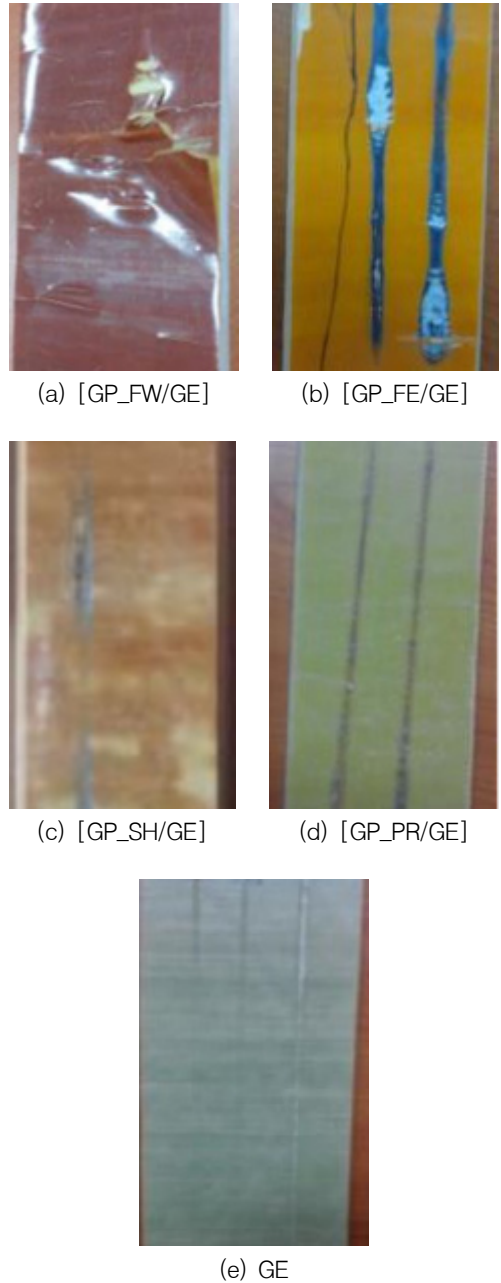 (a) [GP_FW/GE]
(b) [GP_FE/GE]
(c) [GP_SH/GE]
(d) [GP_PR/GE]
(e) GE